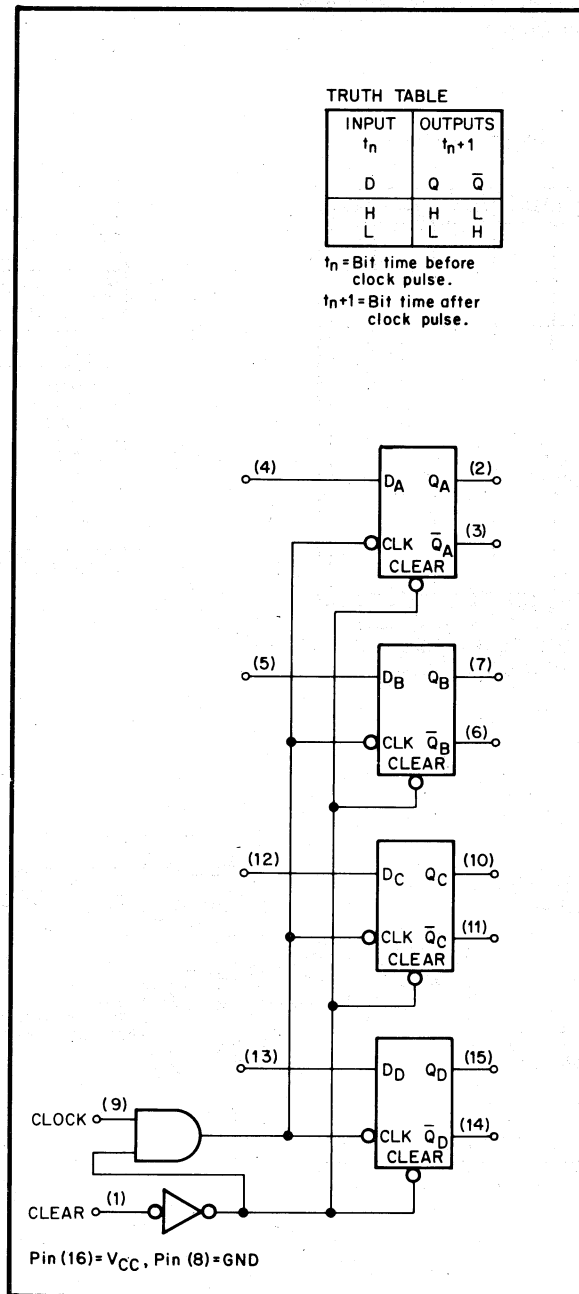 TRUTH TABLE
INPUT OUTPUTS
tn tn+1
D Q Q̅
H H L
L L H
tn = Bit time before
clock pulse.
tn+1 = Bit time after
clock pulse.
(4) DA QA (2)
CLK Q̅A (3)
CLEAR
(5) DB QB (7)
CLK Q̅B (6)
CLEAR
(12) DC QC (10)
CLK Q̅C (11)
CLEAR
(13) DD QD (15)
CLOCK (9)
CLK Q̅D (14)
CLEAR
CLEAR (1)
Pin (16)= VCC, Pin (8)=GND